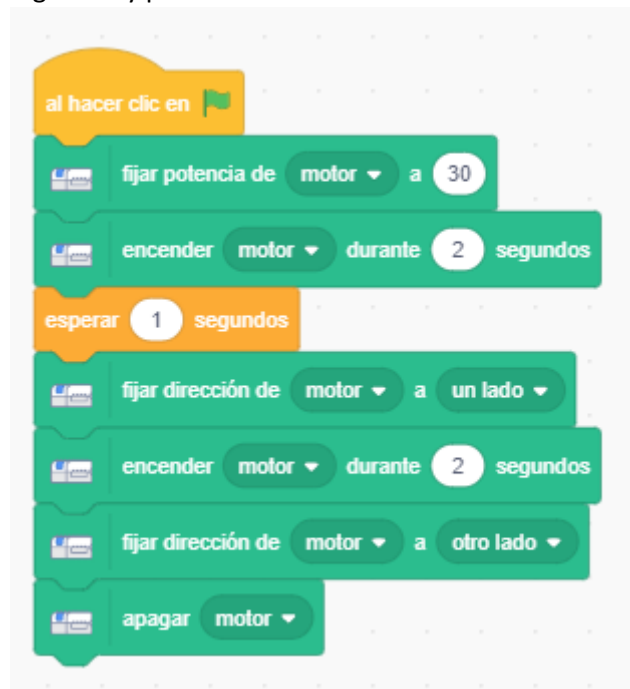 al hacer clic en
fijar potencia de motor a 30
encender motor durante 2 segundos
esperar 1 segundos
fijar dirección de motor a un lado
encender motor durante 2 segundos
fijar dirección de motor a otro lado
apagar motor